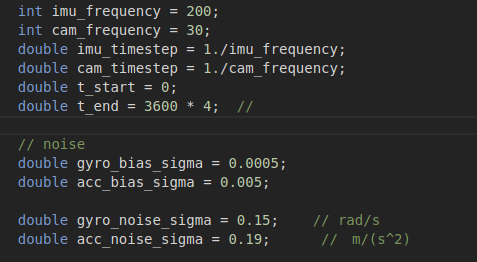 int imu_frequency = 200;
int cam_frequency = 30;
double imu_timestep = 1./imu_frequency;
double cam_timestep = 1./cam_frequency;
double t_start = 0;
double t_end = 3600 * 4;  //
// noise
double gyro_bias_sigma = 0.0005;
double acc_bias_sigma = 0.005;
double gyro_noise_sigma = 0.15;    // rad/s
double acc_noise_sigma = 0.19;      //  m/(s^2)